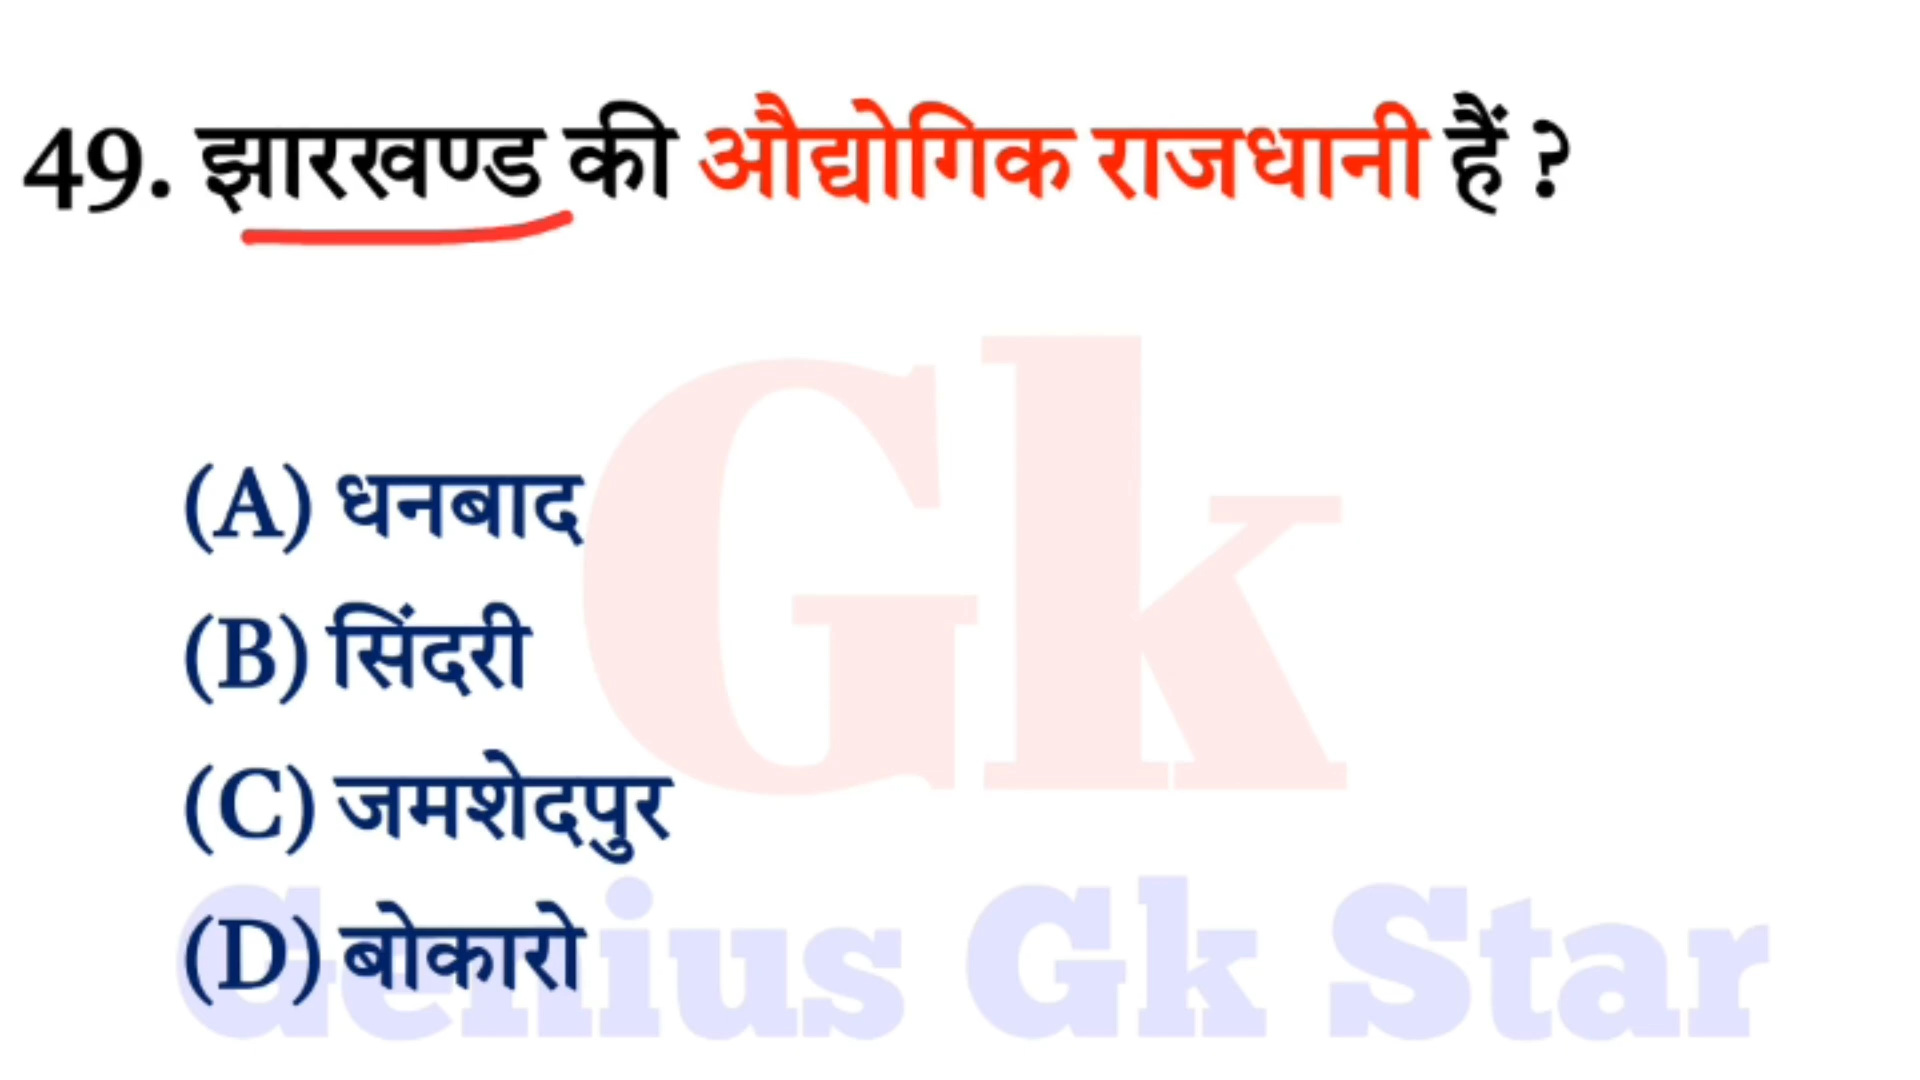 49. झारखण्ड की औद्योगिक राजधानी हैं ?
Gk
(A) धनबाद
(B) सिंदरी
(C) जमशेदपुर
(D) बोकारो
Genius Gk Star